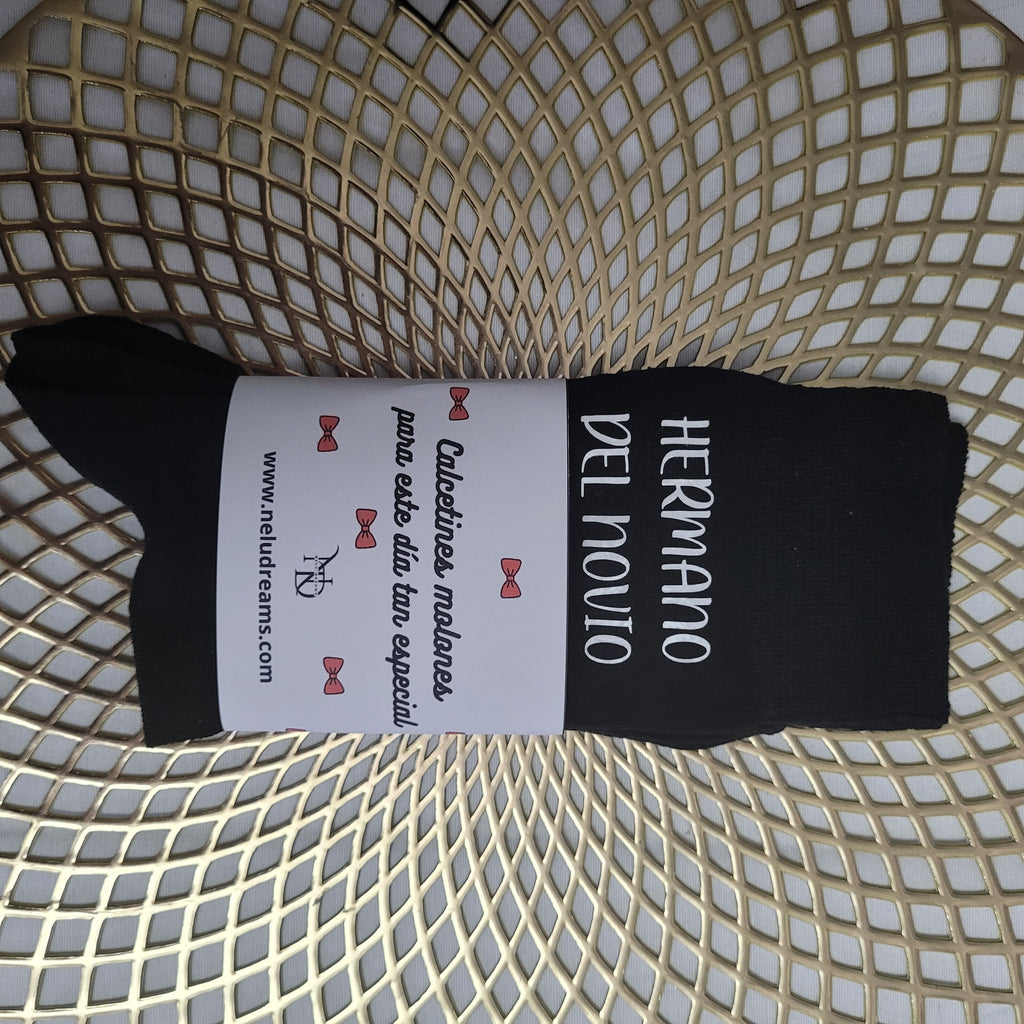 HERMANO
DEL NOVIO
Calcetines molones
para este día tan especial
www.neludreams.com